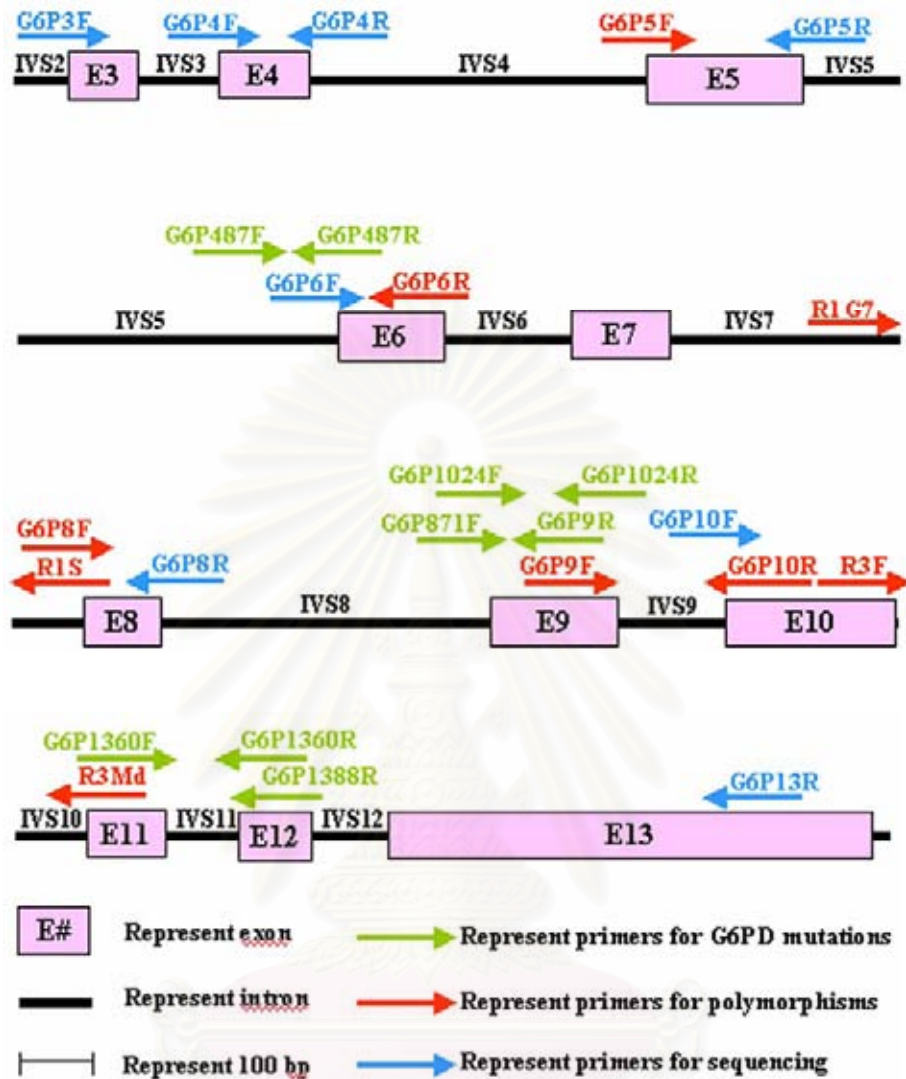 G6P3F G6P4F G6P4R G6P5F G6P5R
IVS2 E3 IVS3 E4 IVS4 E5 IVS5
G6P487F G6P487R
G6P6F G6P6R
IVS5 E6 IVS6 E7 IVS7 R1G7
G6P1024F G6P1024R
G6P871F G6P9R G6P10F
G6P8F
R1S G6P8R G6P9F G6P10R R3F
E8 IVS8 E9 IVS9 E10
G6P1360F G6P1360R
R3Md G6P1388R G6P13R
IVS10 E11 IVS11 E12 IVS12 E13
E# Represent exon Represent primers for G6PD mutations
Represent intron Represent primers for polymorphisms
Represent 100 bp Represent primers for sequencing